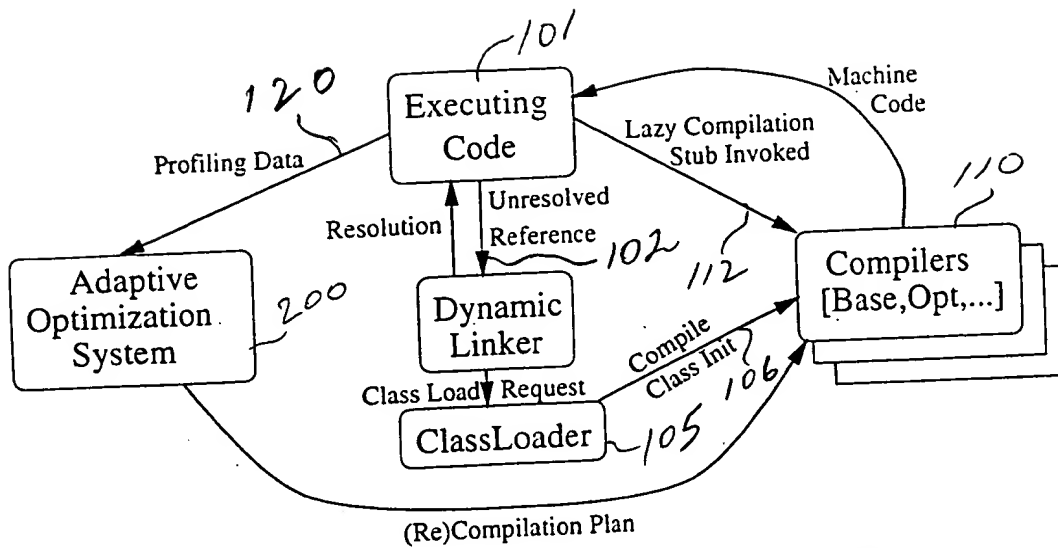 101
120
Executing
Code
Machine
Code
Lazy Compilation
Stub Invoked
Profiling Data
110
Resolution
Unresolved
Reference
102
112
Adaptive
Optimization
System
200
Dynamic
Linker
Compilers
[Base,Opt,...]
Compile
Class Init
106
Class Load Request
ClassLoader
105
(Re)Compilation Plan